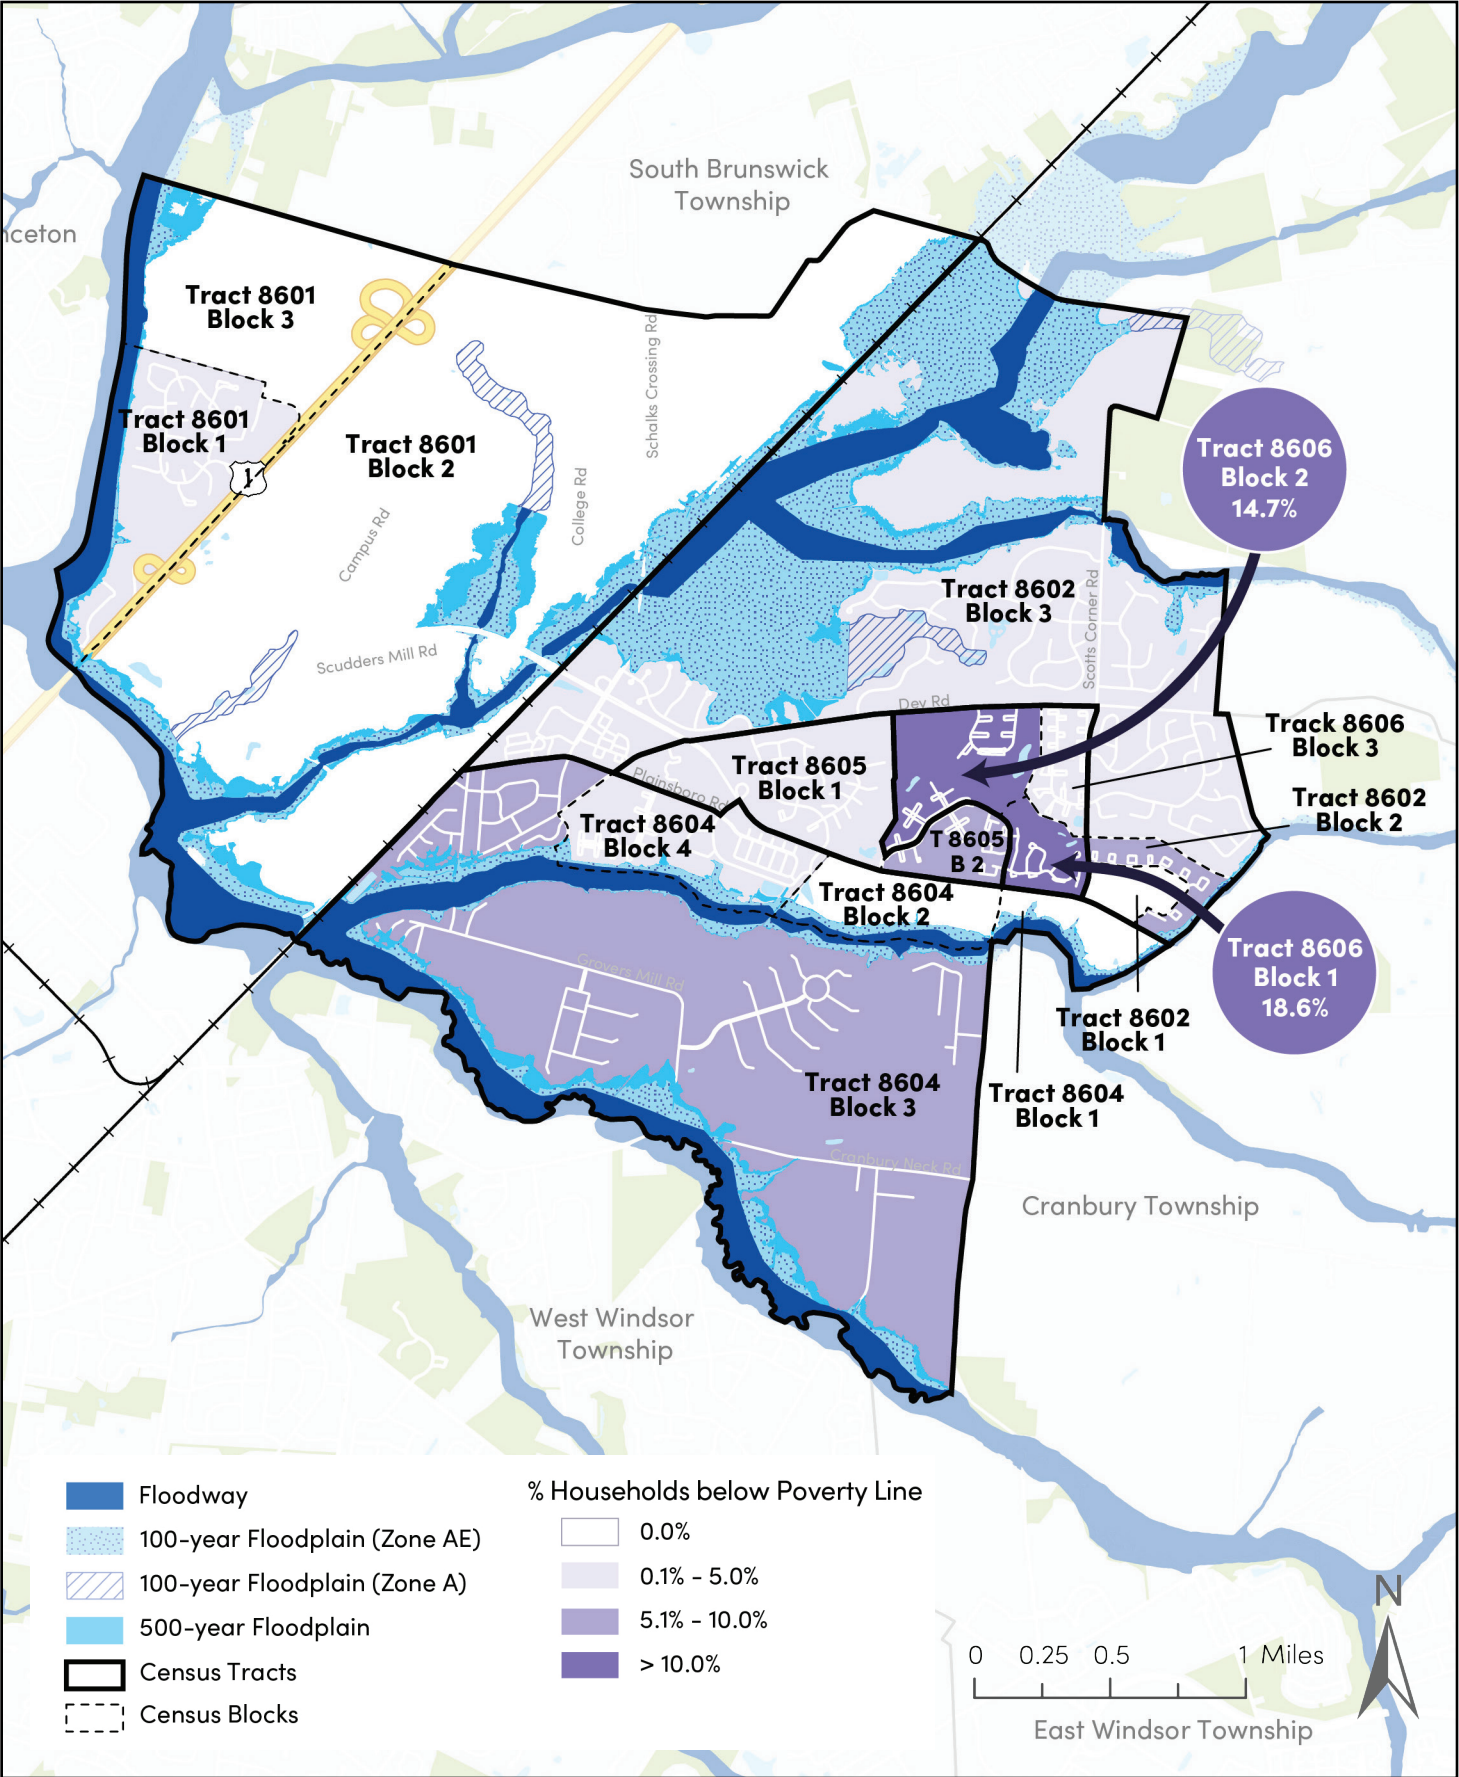 South Brunswick
Township
nceton
Tract 8601
Block 3
Schalks Crossing Rd
Tract 8601
Block 1
Tract 8601
Block 2
1
College Rd
Campus Rd
Tract 8606
Block 2
14.7%
Tract 8602
Block 3
Scotts Corner Rd
Scudders Mill Rd
Dey Rd
Track 8606
Block 3
Tract 8605
Block 1
Plainsboro Rd
Tract 8602
Block 2
Tract 8604
Block 4
T 8605
B 2
Tract 8604
Block 2
Tract 8606
Block 1
18.6%
Grovers Mill Rd
Tract 8602
Block 1
Tract 8604
Block 3
Tract 8604
Block 1
Cranbury Neck Rd
Cranbury Township
West Windsor
Township
Floodway
100-year Floodplain (Zone AE)
100-year Floodplain (Zone A)
500-year Floodplain
Census Tracts
Census Blocks
% Households below Poverty Line
0.0%
0.1% - 5.0%
5.1% - 10.0%
> 10.0%
N
0 0.25 0.5 1 Miles
East Windsor Township